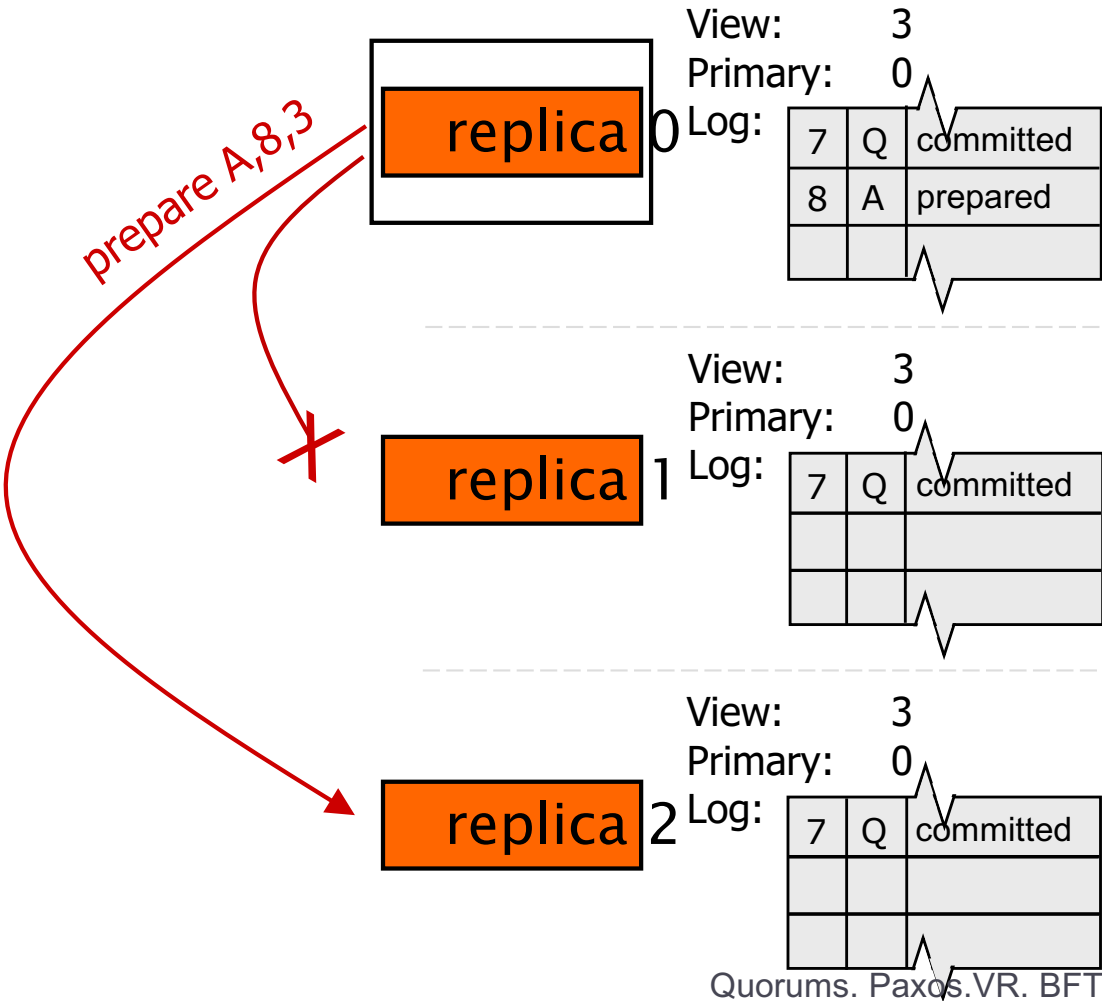 View: 3
Primary: 0
replica 0
Log:
7 Q committed
8 A prepared
prepare A,8,3
View: 3
Primary: 0
X
replica 1
Log:
7 Q committed
View: 3
Primary: 0
replica 2
Log:
7 Q committed
Quorums. Paxos.VR. BFT